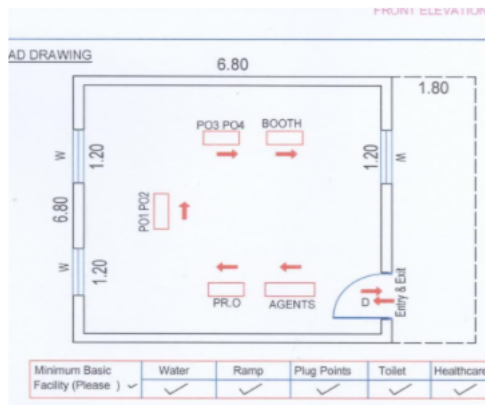 FRONT ELEVATION
AD DRAWING
6.80
1.80
PO3 PO4
BOOTH
W
1.20
1.20
W
PO1 PO2
6.80
W
1.20
PR.O
AGENTS
D
Entry & Exit
Minimum Basic Facility (Please ✓)
Water
Ramp
Plug Points
Toilet
Healthcare